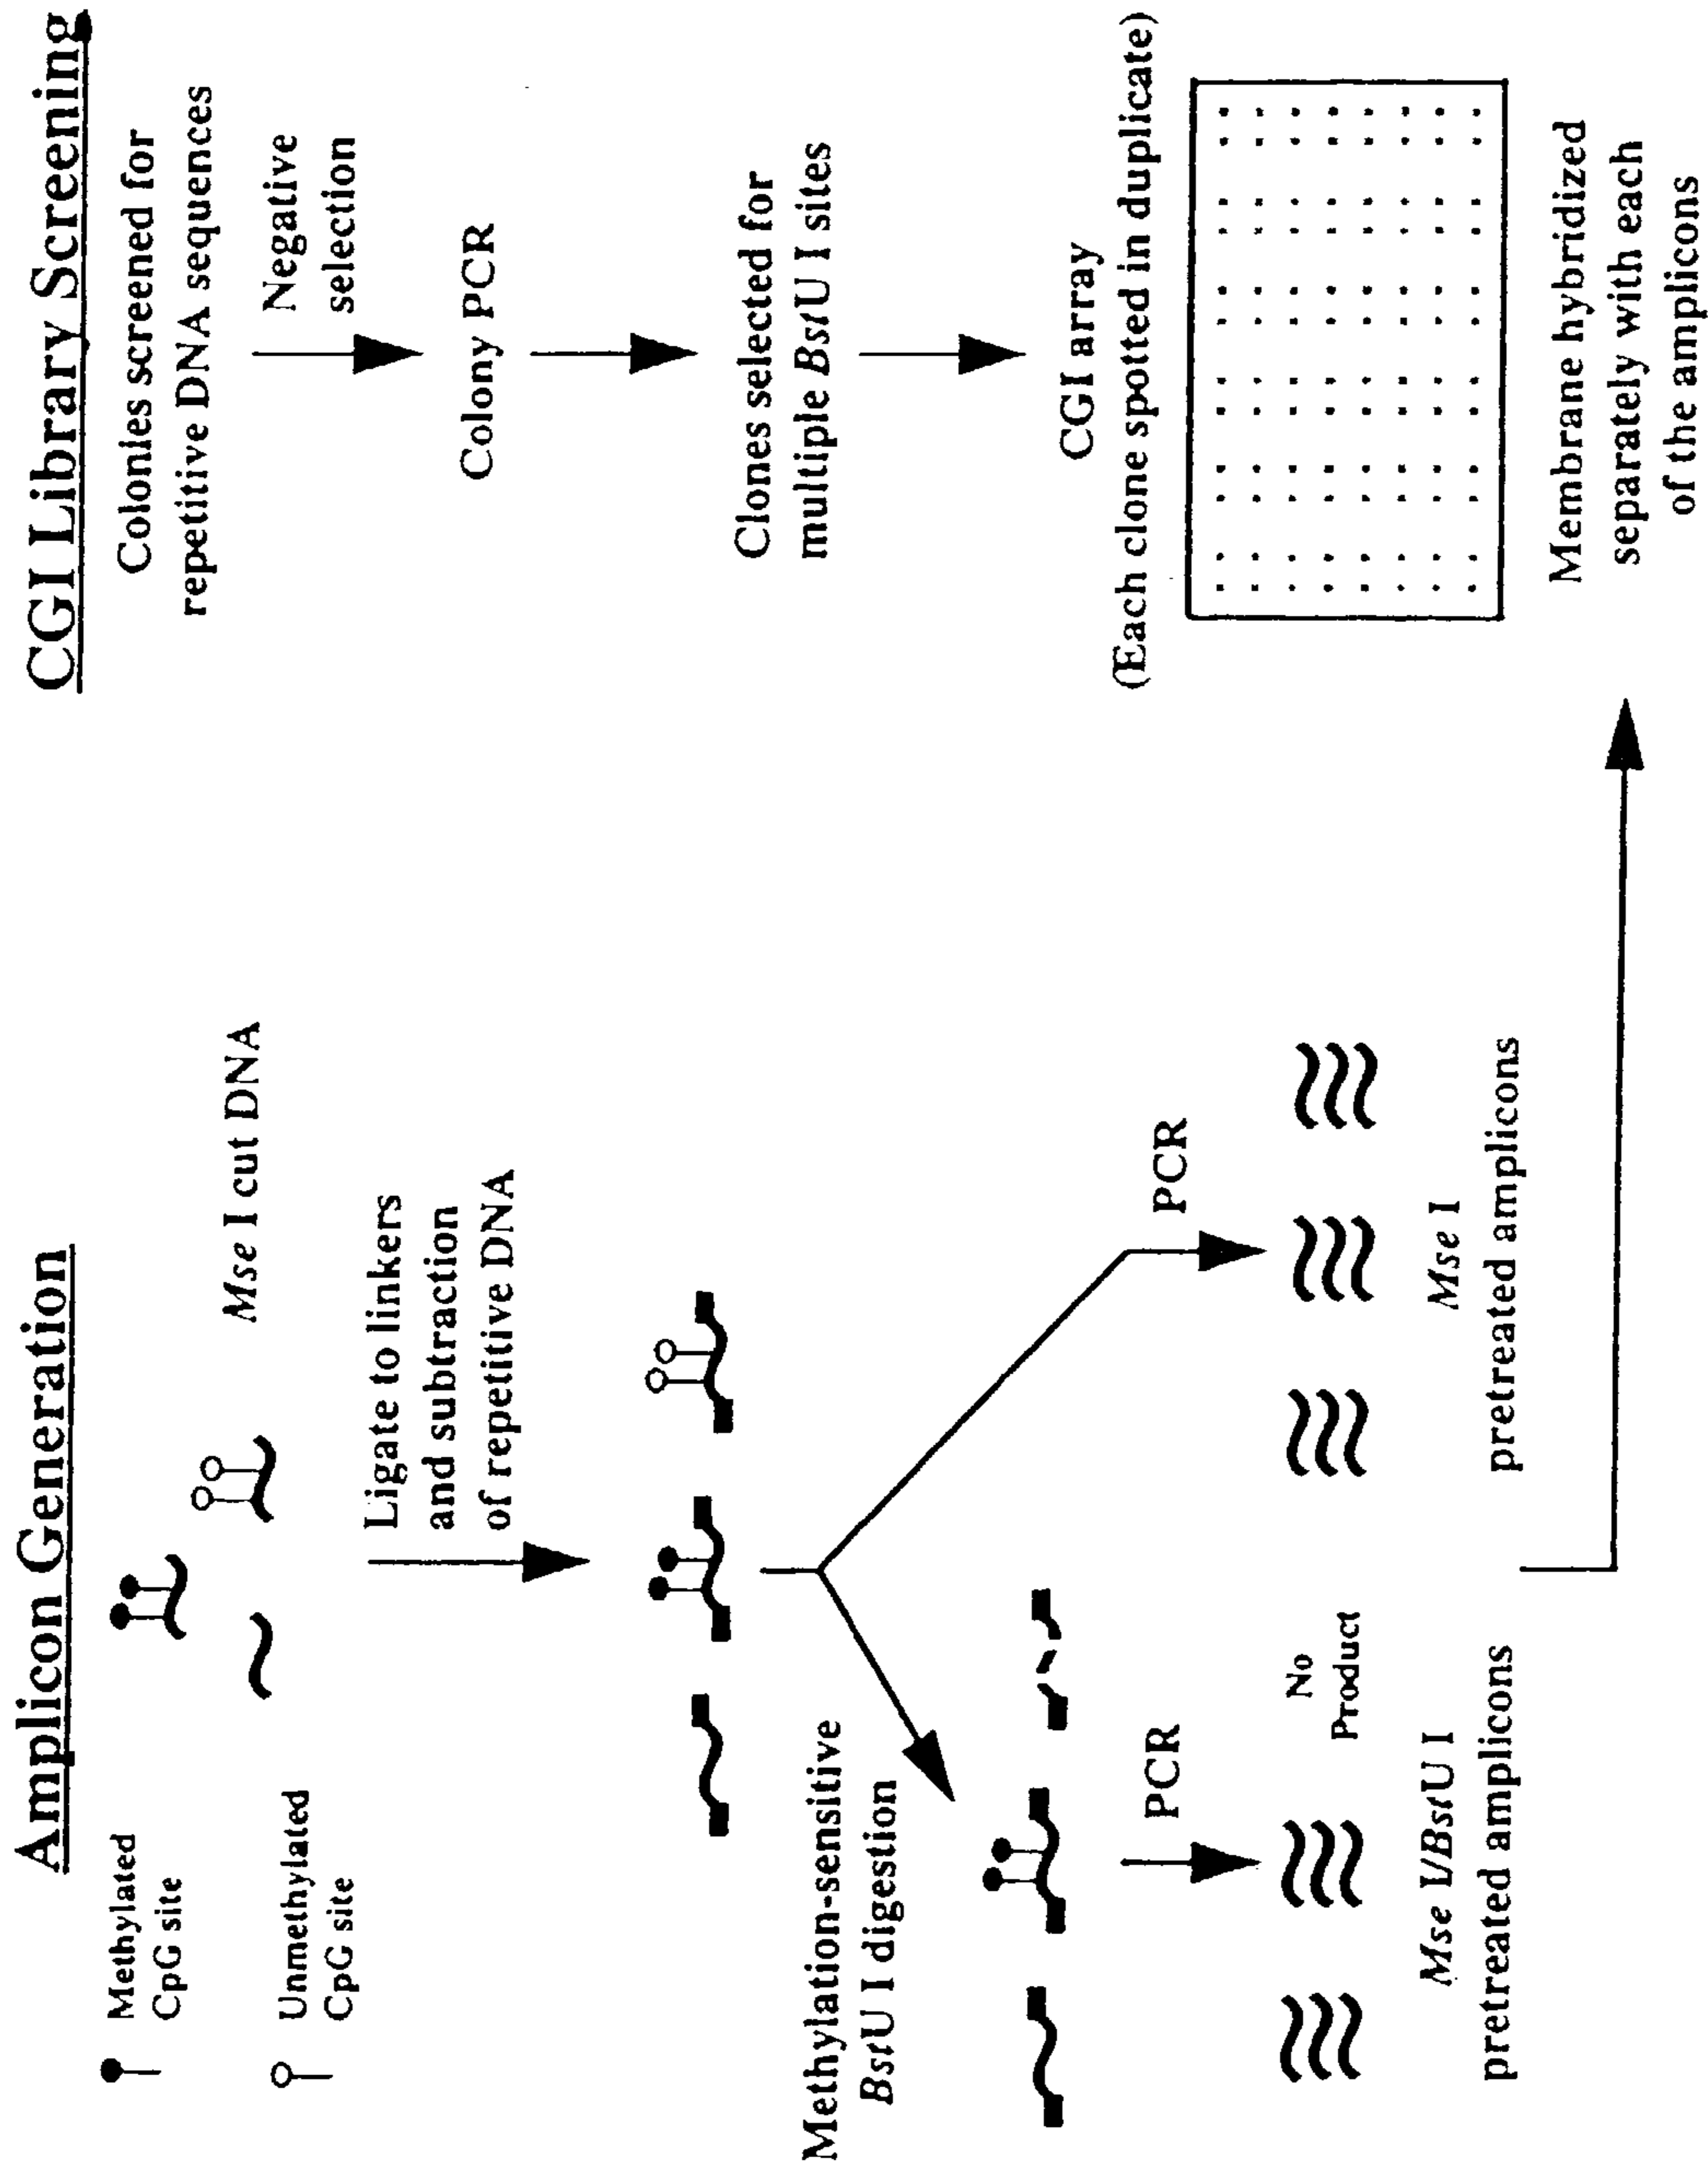 Amplicon Generation
Methylated
CpG site
Unmethylated
CpG site
Mse I cut DNA
Ligate to linkers
and subtraction
of repetitive DNA
Methylation-sensitive
BstU I digestion
PCR
PCR
No
Product
Mse I/BstU I
pretreated amplicons
Mse I
pretreated amplicons
CGI Library Screening
Colonies screened for
repetitive DNA sequences
Negative
selection
Colony PCR
Clones selected for
multiple BstU I sites
CGI array
(Each clone spotted in duplicate)
Membrane hybridized
separately with each
of the amplicons